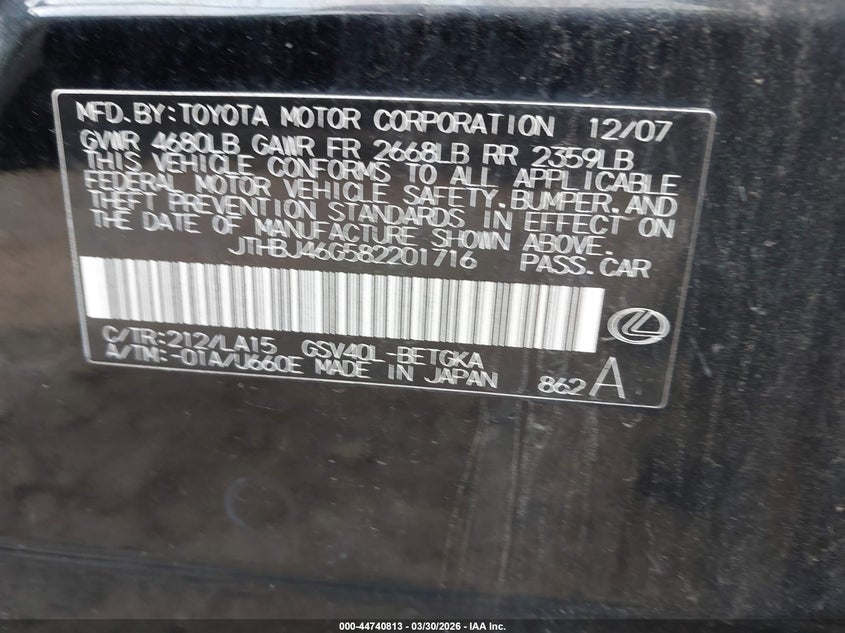 MFD.BY:TOYOTA MOTOR CORPORATION 12/07
GVWR 4680LB GAWR FR 2668LB RR 2359LB
THIS VEHICLE CONFORMS TO ALL APPLICABLE
FEDERAL MOTOR VEHICLE SAFETY.BUMPER.AND
THEFT PREVENTION STANDARDS IN EFFECT ON
THE DATE OF MANUFACTURE SHOWN ABOVE.
JTHBJ46G582201716 PASS.CAR
C/TR:212/LA15 GSV40L-BETGKA
A/TM:-01A/U660E MADE IN JAPAN 862A
000-44740813 — 03/30/2026 — IAA Inc.